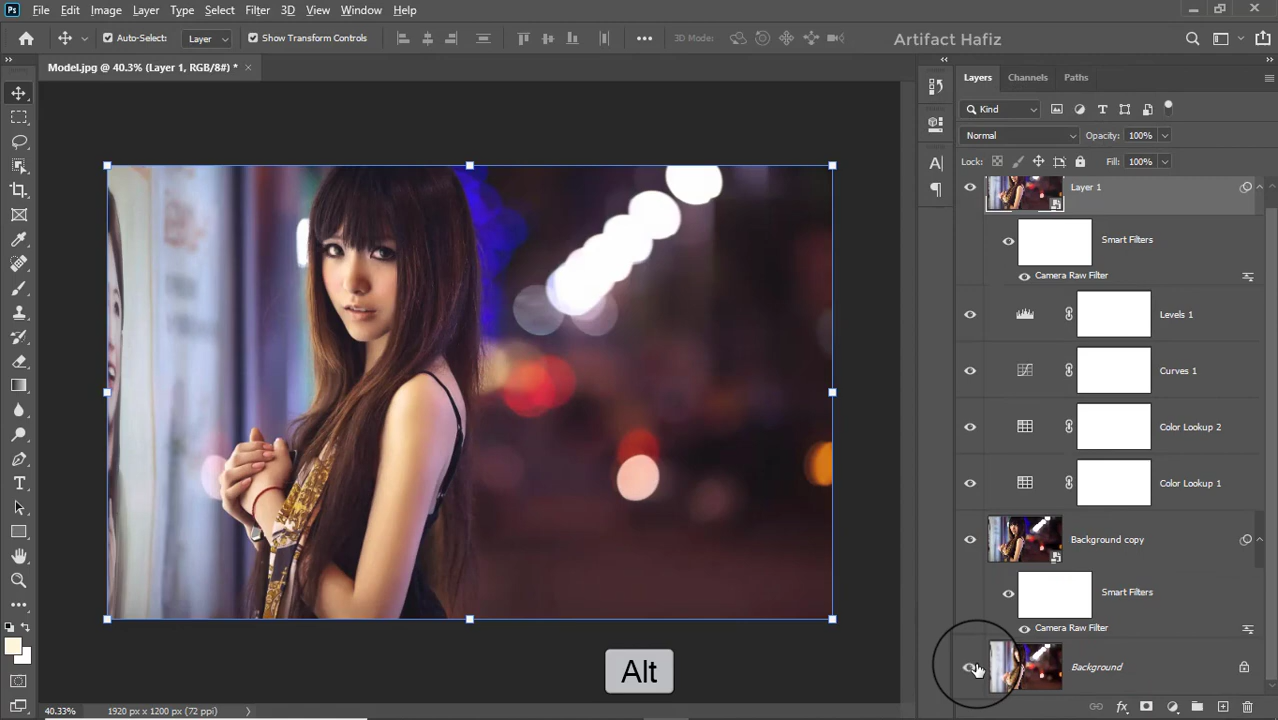 Ps File Edit Image Layer Type Select Filter 3D View Window Help
Auto-Select: Layer Show Transform Controls 3D Mode: Artifact Hafiz
Model.jpg @ 40.3% (Layer 1, RGB/8#) *
Layers Channels Paths
Kind
Normal Opacity: 100%
Lock: Fill: 100%
Layer 1
Smart Filters
Camera Raw Filter
Levels 1
Curves 1
Color Lookup 2
Color Lookup 1
Background copy
Smart Filters
Camera Raw Filter
Background
Alt
40.33% 1920 px x 1200 px (72 ppi)